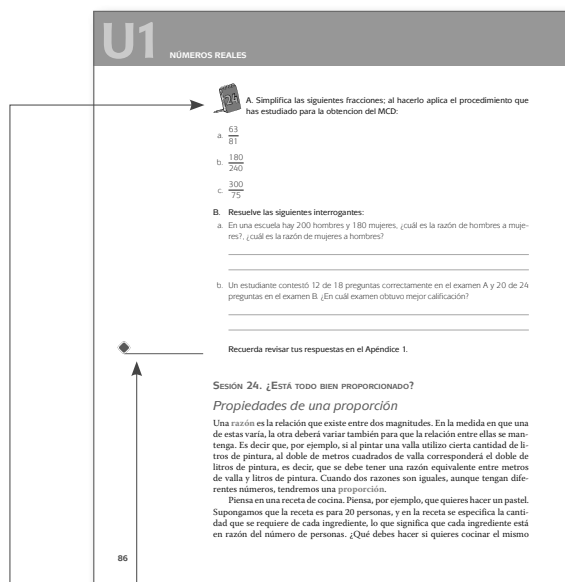 U1
NÚMEROS REALES
24
A. Simplifica las siguientes fracciones; al hacerlo aplica el procedimiento que
has estudiado para la obtencion del MCD:
a. 63/81
b. 180/240
c. 300/75
B. Resuelve las siguientes interrogantes:
a. En una escuela hay 200 hombres y 180 mujeres, ¿cuál es la razón de hombres a muje-
res?, ¿cuál es la razón de mujeres a hombres?
b. Un estudiante contestó 12 de 18 preguntas correctamente en el examen A y 20 de 24
preguntas en el examen B. ¿En cuál examen obtuvo mejor calificación?
Recuerda revisar tus respuestas en el Apéndice 1.
Sesión 24. ¿Está todo bien proporcionado?
Propiedades de una proporción
Una razón es la relación que existe entre dos magnitudes. En la medida en que una
de estas varía, la otra deberá variar también para que la relación entre ellas se man-
tenga. Es decir que, por ejemplo, si al pintar una valla utilizo cierta cantidad de li-
tros de pintura, al doble de metros cuadrados de valla corresponderá el doble de
litros de pintura, es decir, que se debe tener una razón equivalente entre metros
de valla y litros de pintura. Cuando dos razones son iguales, aunque tengan dife-
rentes números, tendremos una proporción.
Piensa en una receta de cocina. Piensa, por ejemplo, que quieres hacer un pastel.
Supongamos que la receta es para 20 personas, y en la receta se especifica la canti-
dad que se requiere de cada ingrediente, lo que significa que cada ingrediente está
en razón del número de personas. ¿Qué debes hacer si quieres cocinar el mismo
86